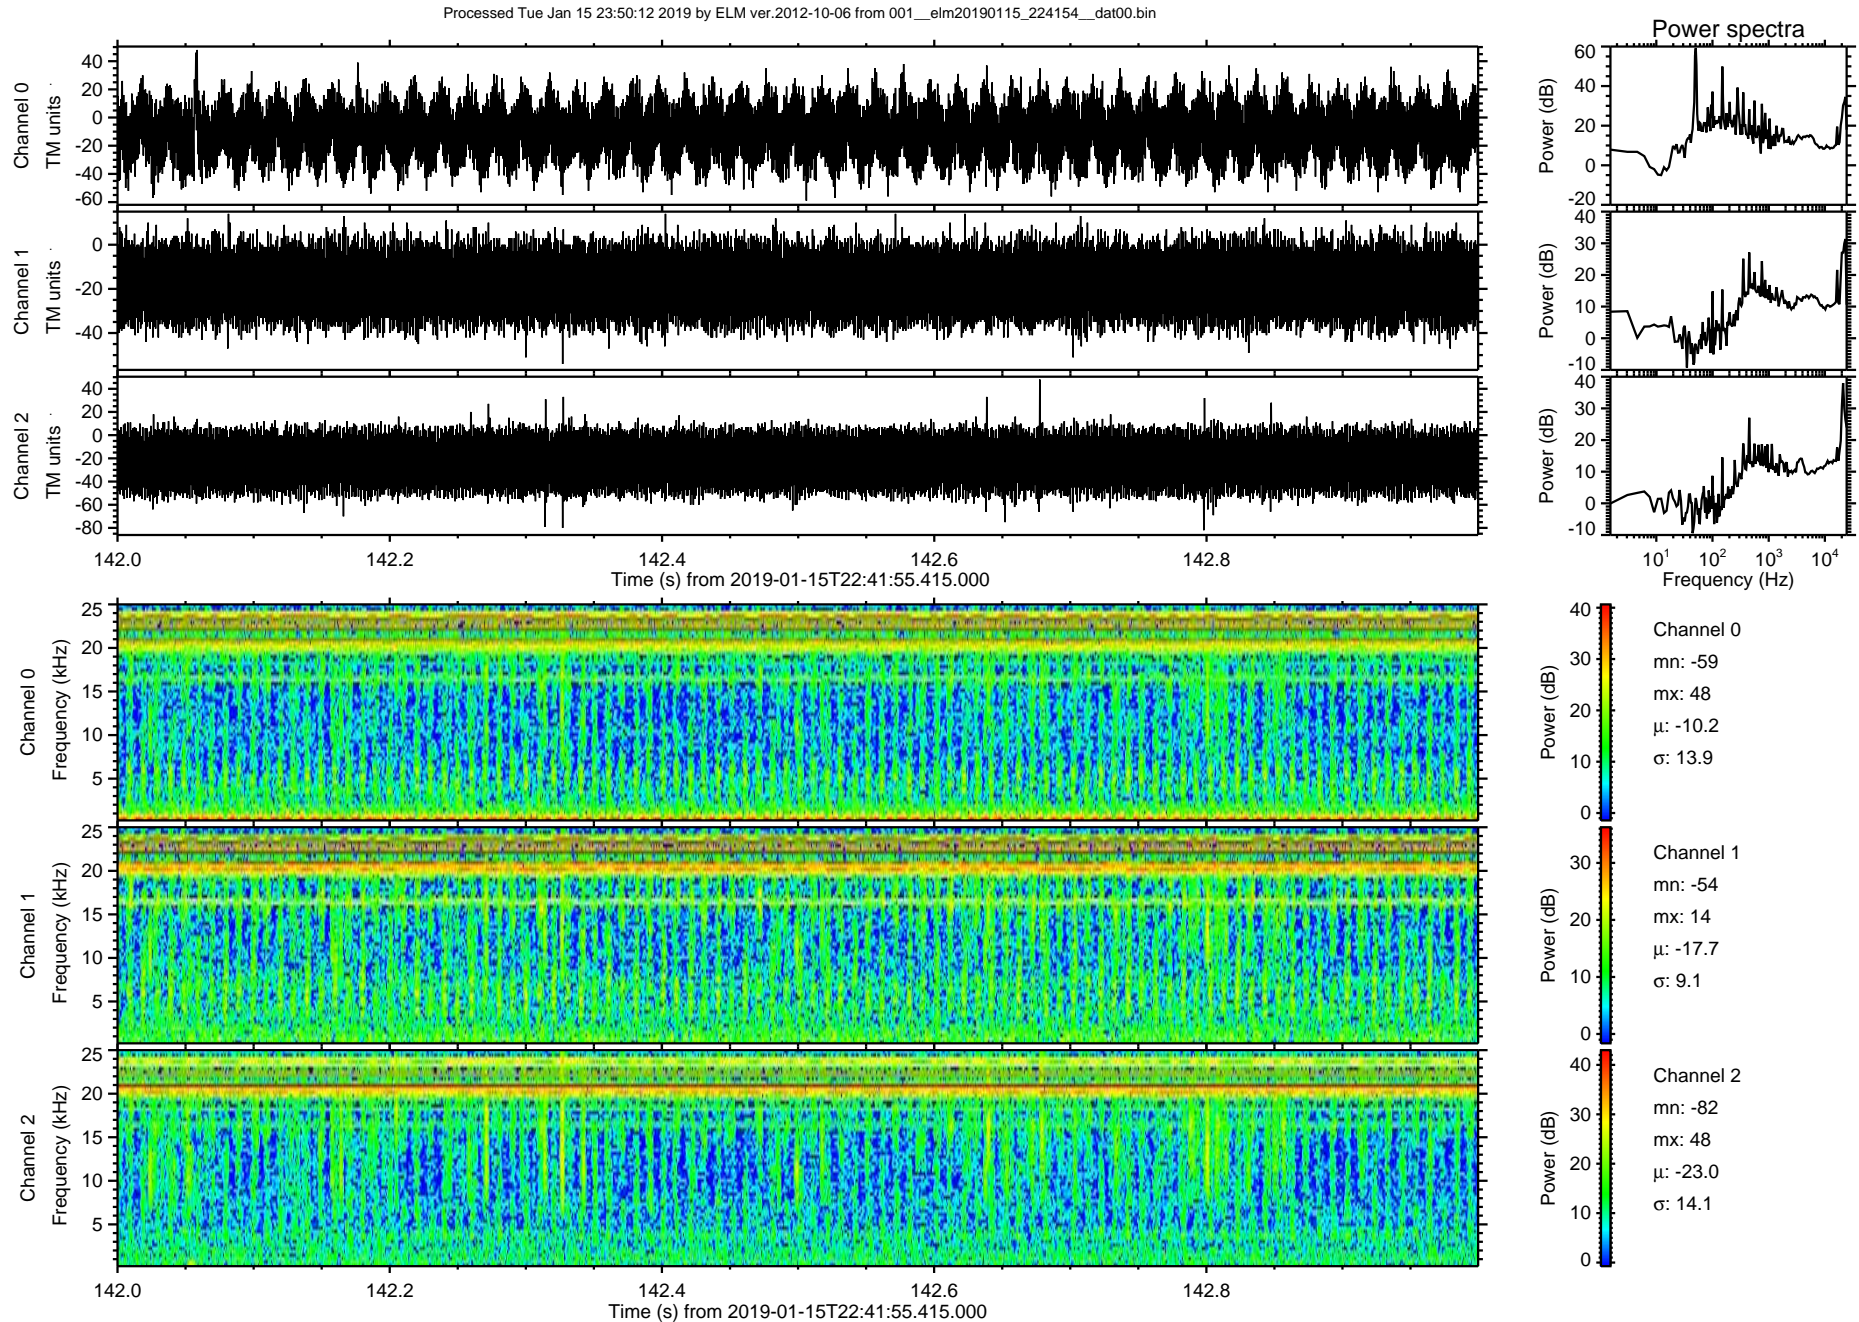 Processed Tue Jan 15 23:50:12 2019 by ELM ver.2012-10-06 from 001__elm20190115_224154__dat00.bin
Power spectra
Channel 0
TM units
40
20
0
-20
-40
-60
Power (dB)
60
40
20
0
-20
Channel 1
TM units
0
-20
-40
Power (dB)
40
30
20
10
0
-10
Channel 2
TM units
40
20
0
-20
-40
-60
-80
Power (dB)
40
30
20
10
0
-10
142.0 142.2 142.4 142.6 142.8
Time (s) from 2019-01-15T22:41:55.415.000
10^1 10^2 10^3 10^4
Frequency (Hz)
Channel 0
Frequency (kHz)
25
20
15
10
5
Power (dB)
40
30
20
10
0
Channel 0
mn: -59
mx: 48
μ: -10.2
σ: 13.9
Channel 1
Frequency (kHz)
25
20
15
10
5
Power (dB)
30
20
10
0
Channel 1
mn: -54
mx: 14
μ: -17.7
σ: 9.1
Channel 2
Frequency (kHz)
25
20
15
10
5
Power (dB)
40
30
20
10
0
Channel 2
mn: -82
mx: 48
μ: -23.0
σ: 14.1
142.0 142.2 142.4 142.6 142.8
Time (s) from 2019-01-15T22:41:55.415.000